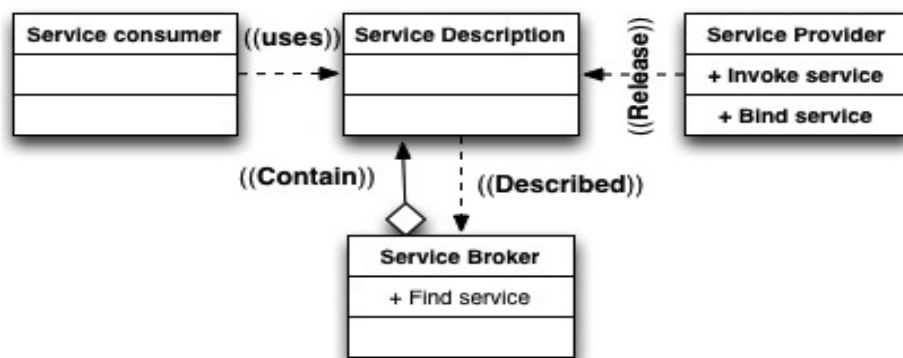 Service consumer
((uses))
Service Description
((Release))
Service Provider
+ Invoke service
+ Bind service
((Contain))
((Described))
Service Broker
+ Find service